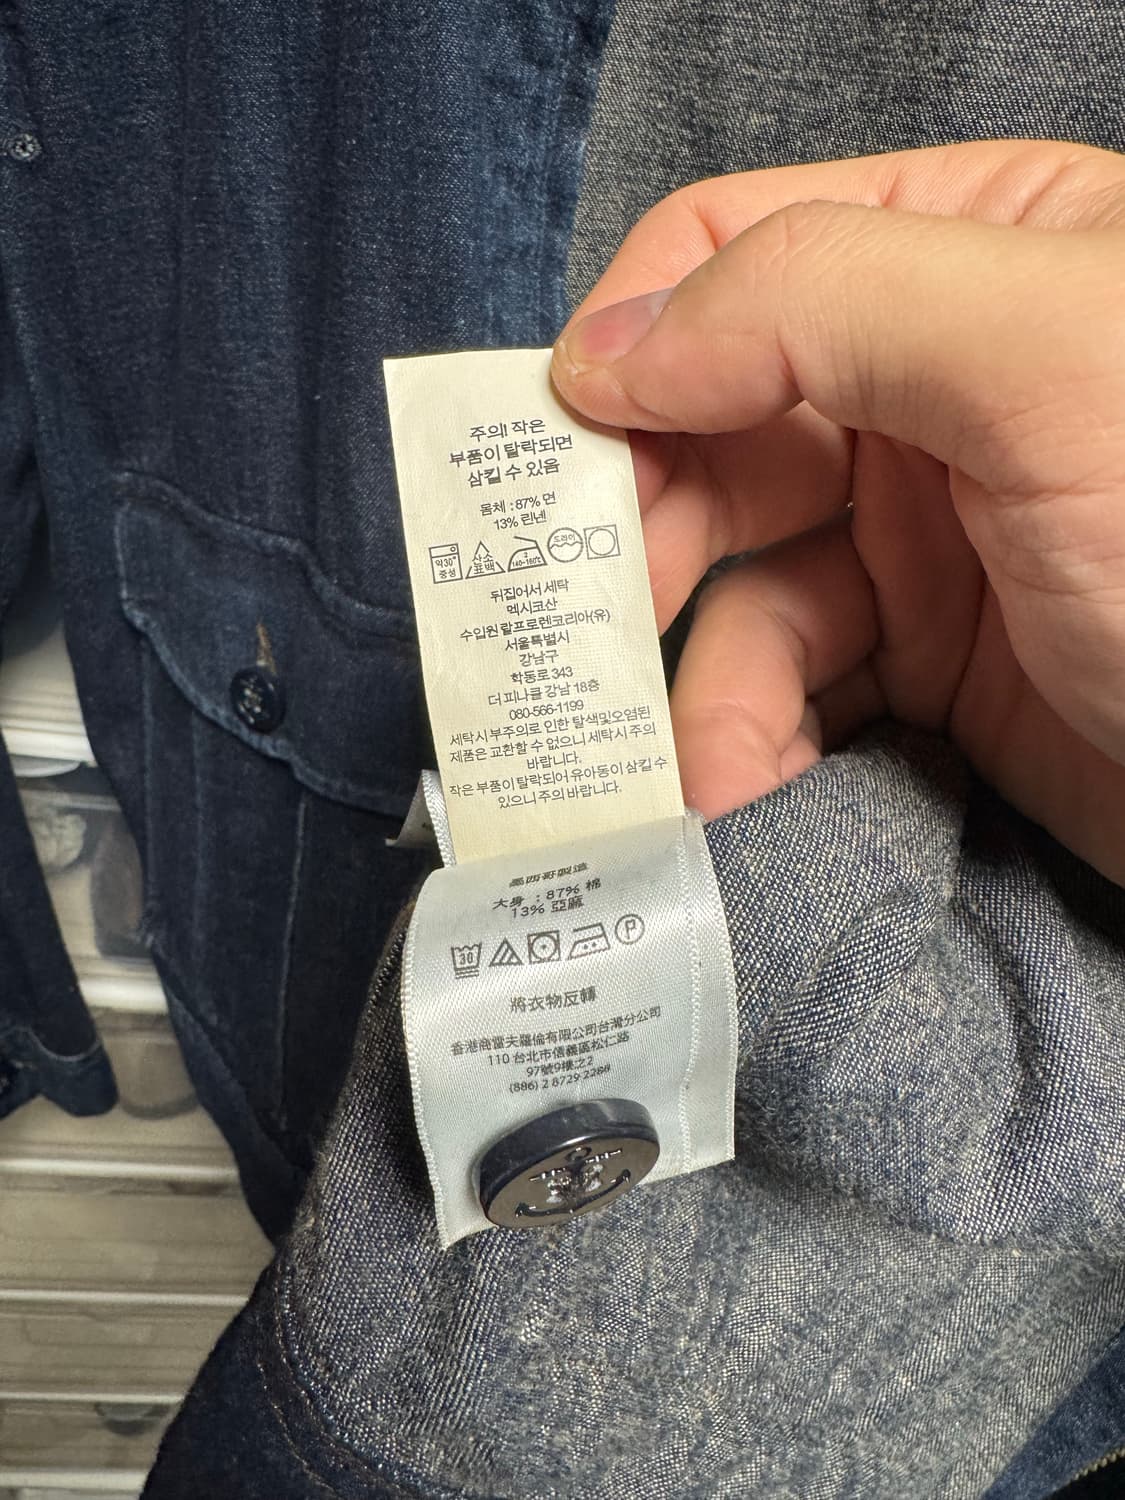 주의! 작은
부품이 탈락되면
삼킬 수 있음
몸체 : 87% 면
13% 린넨
약30°
중성
산소
표백
2
140-160℃
드라이
뒤집어서 세탁
멕시코산
수입원 랄프로렌코리아(유)
서울특별시
강남구
학동로 343
더 피나클 강남 18층
080-566-1199
세탁시 부주의로 인한 탈색및오염된
제품은 교환할 수 없으니 세탁시 주의
바랍니다.
작은 부품이 탈락되어 유아동이 삼킬 수
있으니 주의 바랍니다.
墨西哥製造
大身 : 87% 棉
13% 亞麻
30
P
將衣物反轉
香港商雷夫羅倫有限公司台灣分公司
110 台北市信義區松仁路
97號9樓之2
(886) 2 8729 2288